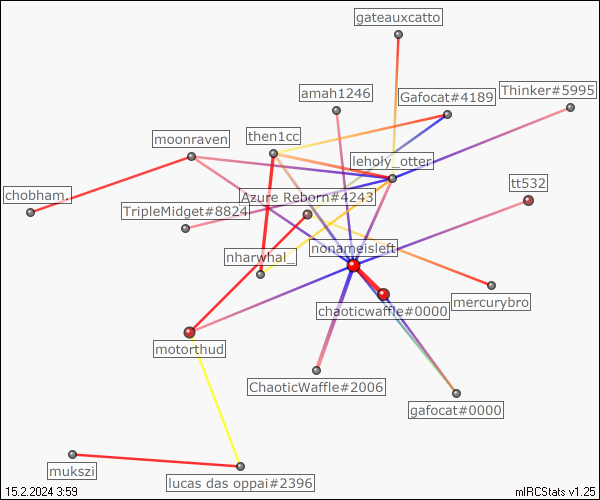 gateauxcatto
amah1246
Gafocat#4189
Thinker#5995
moonraven
then1cc
leholy_otter
chobham.
TripleMidget#8824
Azure Reborn#4243
tt532
nharwhal_
nonameisleft
mercurybro
chaoticwaffle#0000
motorthud
ChaoticWaffle#2006
gafocat#0000
mukszi
lucas das oppai#2396
15.2.2024 3:59
mIRCStats v1.25